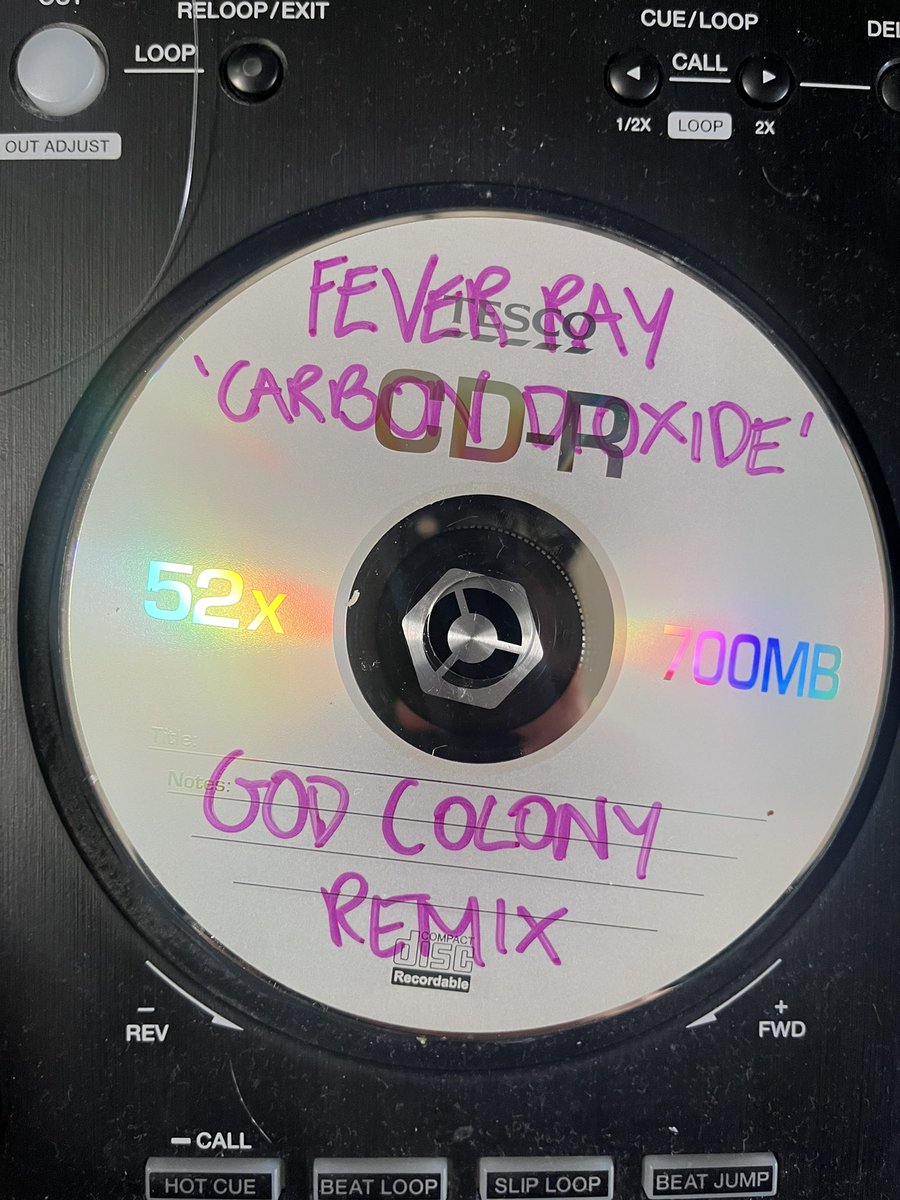 RELOOP/EXIT
CUE/LOOP
LOOP
CALL
OUT ADJUST
1/2X
LOOP
2X
FEVER RAY
TESCO
'CARBON DIOXIDE'
CD-R
52x
700MB
Title:
Notes:
GOD COLONY
REMIX
COMPACT
disc
Recordable
−
REV
+
FWD
CALL
HOT CUE
BEAT LOOP
SLIP LOOP
BEAT JUMP